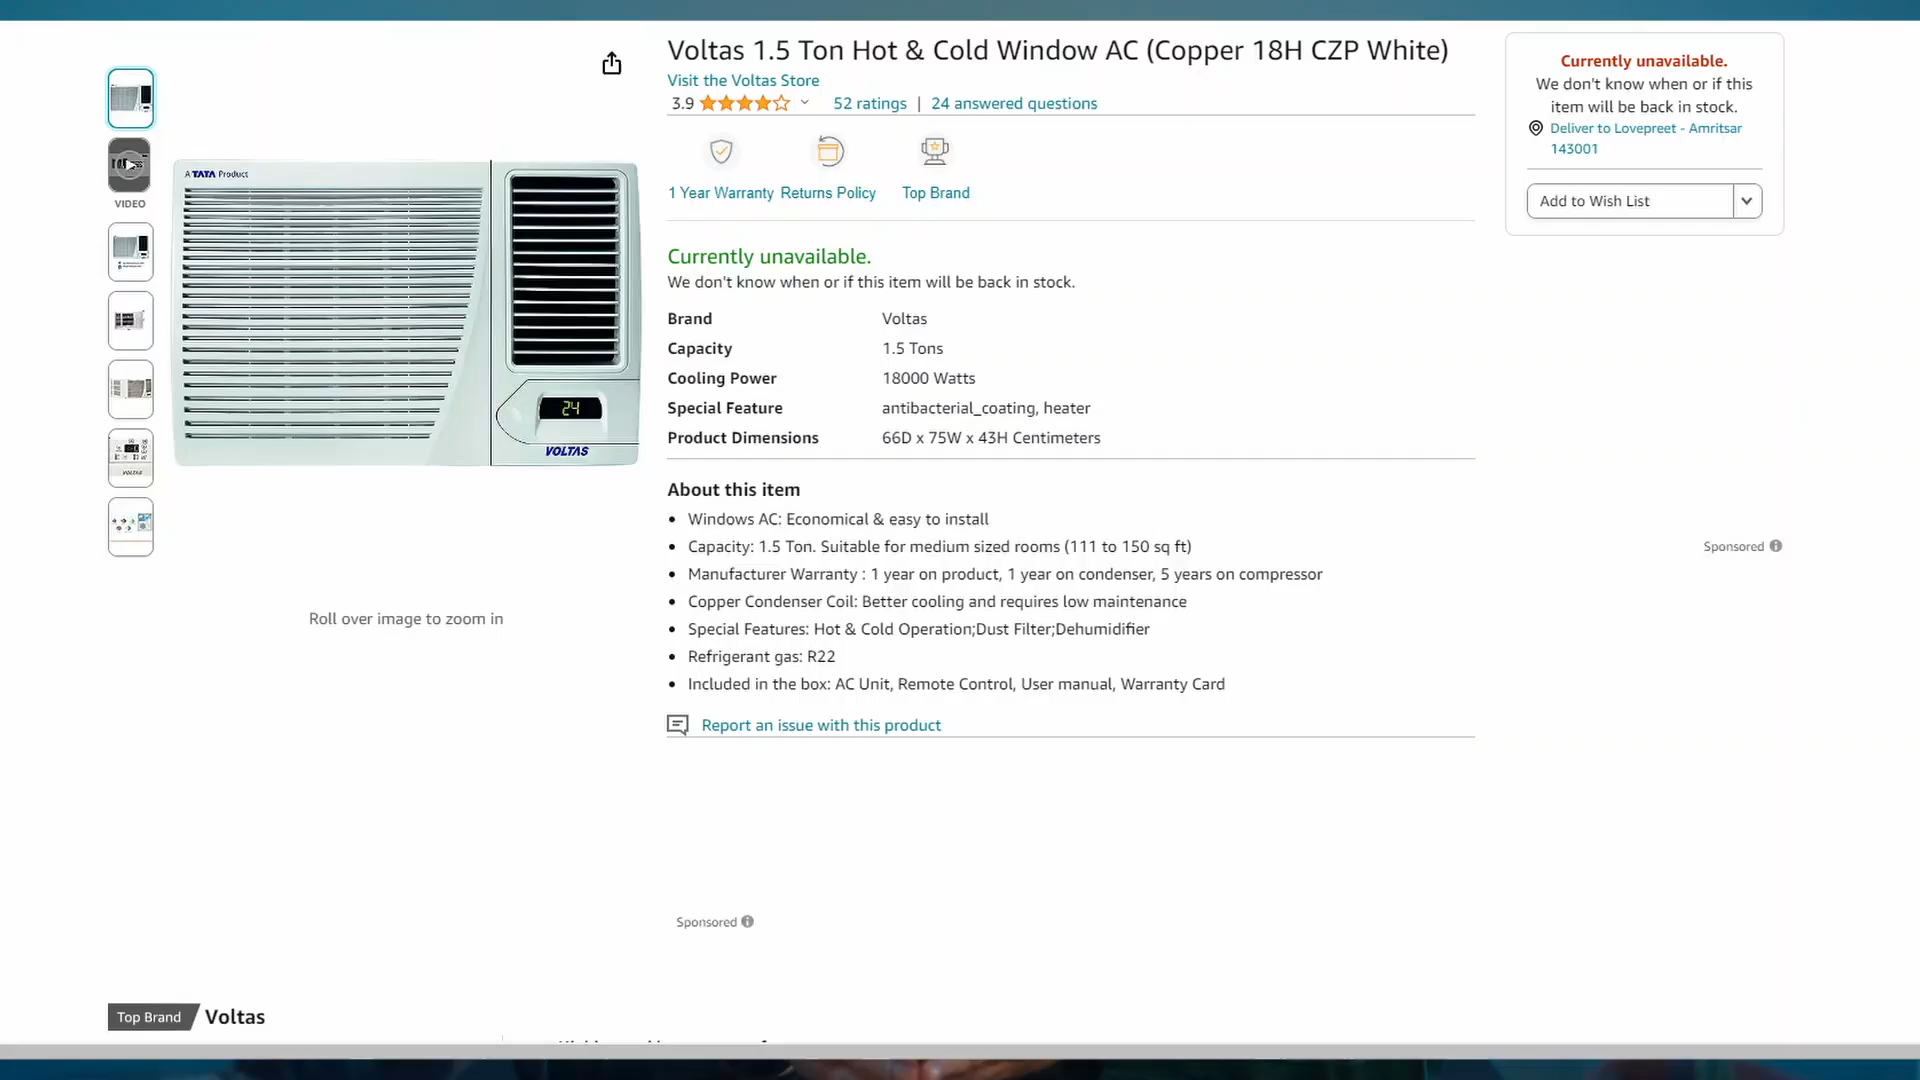 Voltas 1.5 Ton Hot & Cold Window AC (Copper 18H CZP White)
Visit the Voltas Store
3.9
52 ratings | 24 answered questions
1 Year Warranty
Returns Policy
Top Brand
Currently unavailable.
We don't know when or if this item will be back in stock.
Brand Voltas
Capacity 1.5 Tons
Cooling Power 18000 Watts
Special Feature antibacterial_coating, heater
Product Dimensions 66D x 75W x 43H Centimeters
About this item
• Windows AC: Economical & easy to install
• Capacity: 1.5 Ton. Suitable for medium sized rooms (111 to 150 sq ft)
• Manufacturer Warranty : 1 year on product, 1 year on condenser, 5 years on compressor
• Copper Condenser Coil: Better cooling and requires low maintenance
• Special Features: Hot & Cold Operation;Dust Filter;Dehumidifier
• Refrigerant gas: R22
• Included in the box: AC Unit, Remote Control, User manual, Warranty Card
Report an issue with this product
Sponsored
Currently unavailable.
We don't know when or if this
item will be back in stock.
Deliver to Lovepreet - Amritsar
143001
Add to Wish List
Sponsored
VIDEO
A TATA Product
24
VOLTAS
Roll over image to zoom in
Top Brand Voltas